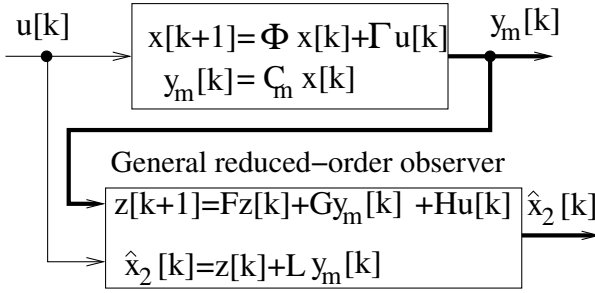 u[k]
y_m[k]
x[k+1]=Φ x[k]+Γ u[k]
y_m[k]= C_m x[k]
General reduced−order observer
z[k+1]=Fz[k]+Gy_m[k] +Hu[k]
x̂_2[k]
x̂_2[k]=z[k]+L y_m[k]